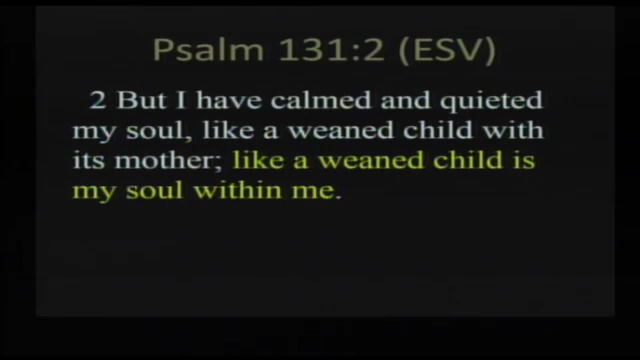 Psalm 131:2 (ESV)
2 But I have calmed and quieted
my soul, like a weaned child with
its mother; like a weaned child is
my soul within me.